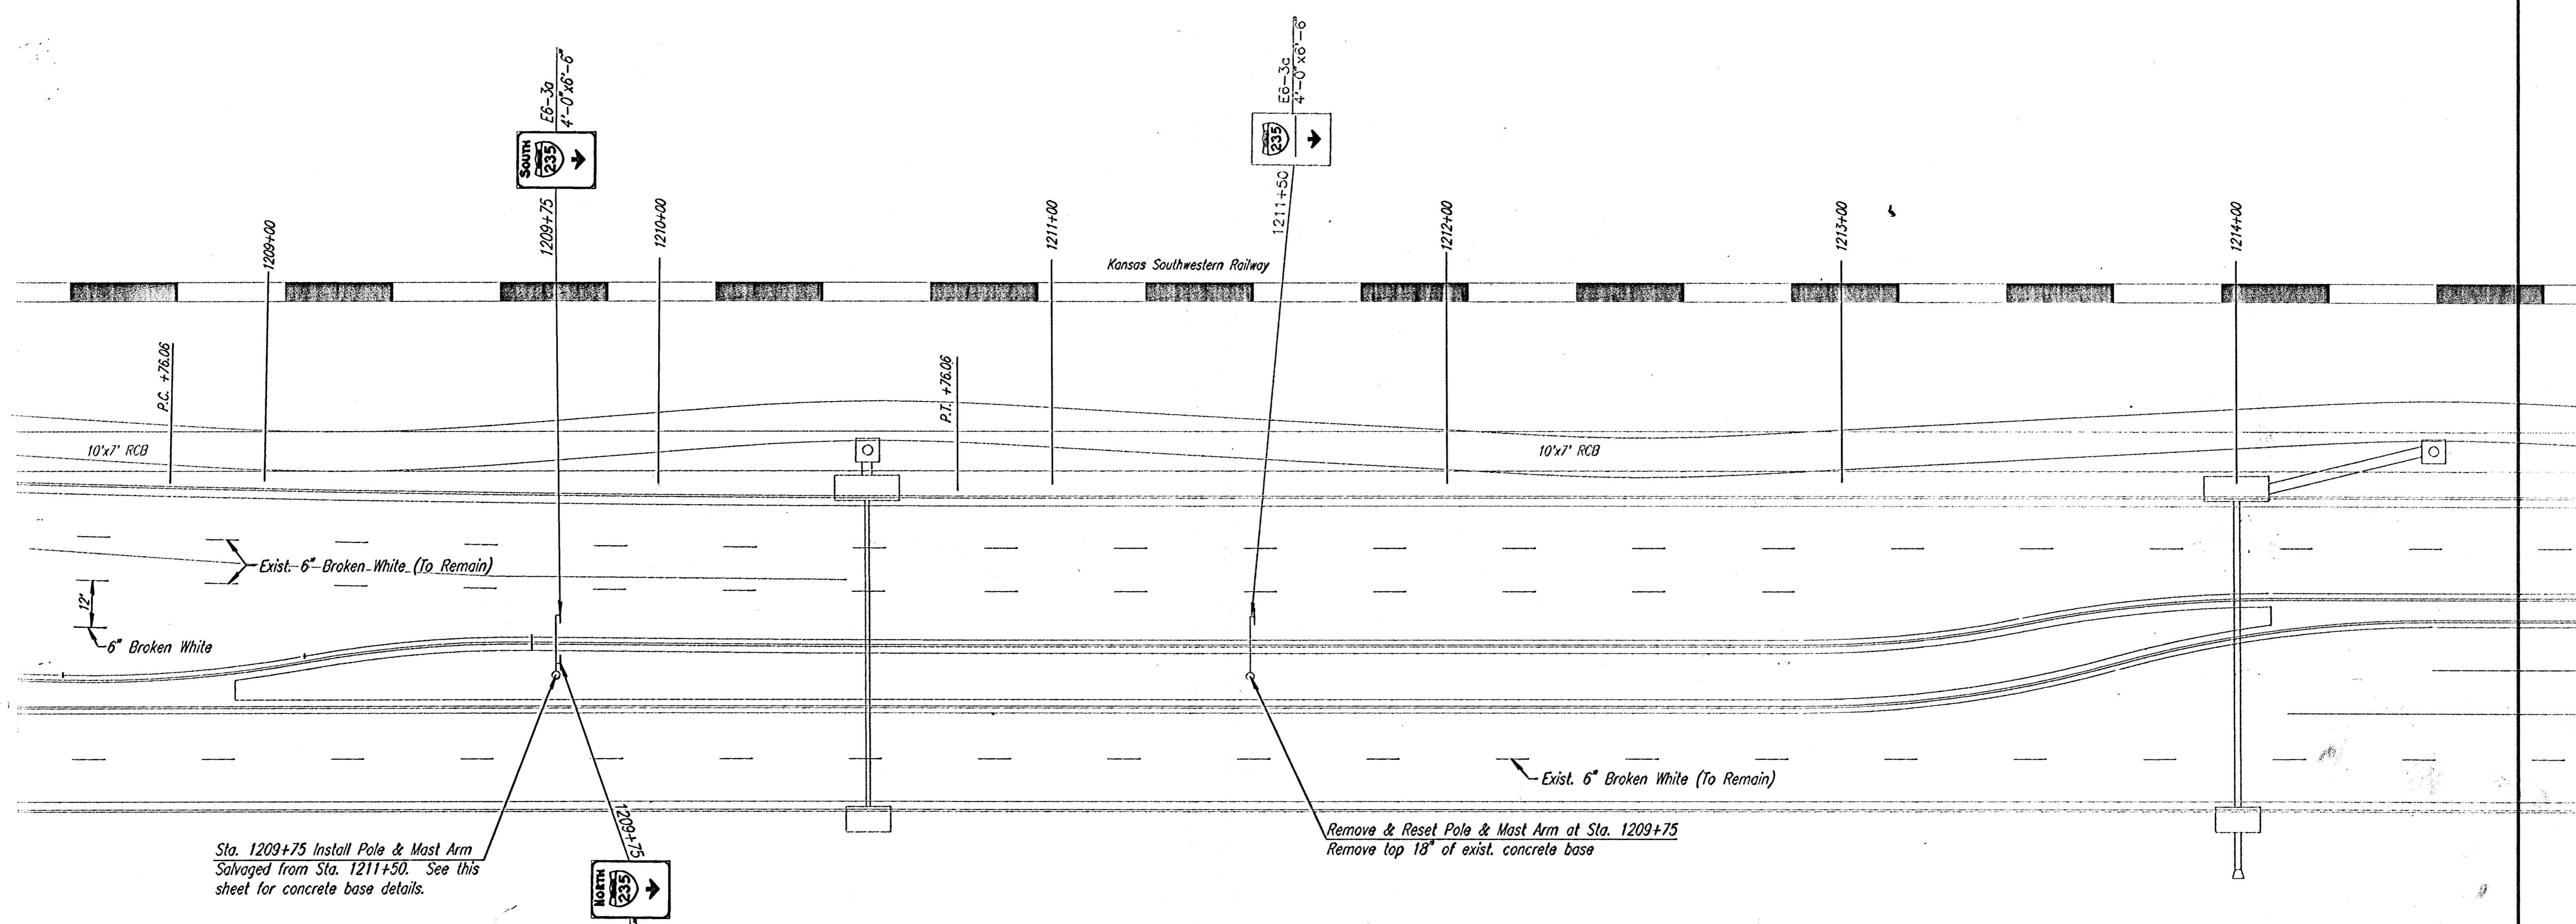 E6-3a
4'-0"x6'-6"
SOUTH
235
1209+75
E6-3a
4'-0"x6'-6"
235
1211+50
1209+00
1210+00
1211+00
1212+00
1213+00
1214+00
Kansas Southwestern Railway
P.C. +76.06
P.T. +76.06
10'x7' RCB
10'x7' RCB
Exist. 6" Broken White (To Remain)
12'
6" Broken White
Exist. 6" Broken White (To Remain)
Sta. 1209+75 Install Pole & Mast Arm
Salvaged from Sta. 1211+50. See this
sheet for concrete base details.
1209+75
NORTH
235
Remove & Reset Pole & Mast Arm at Sta. 1209+75
Remove top 18" of exist. concrete base